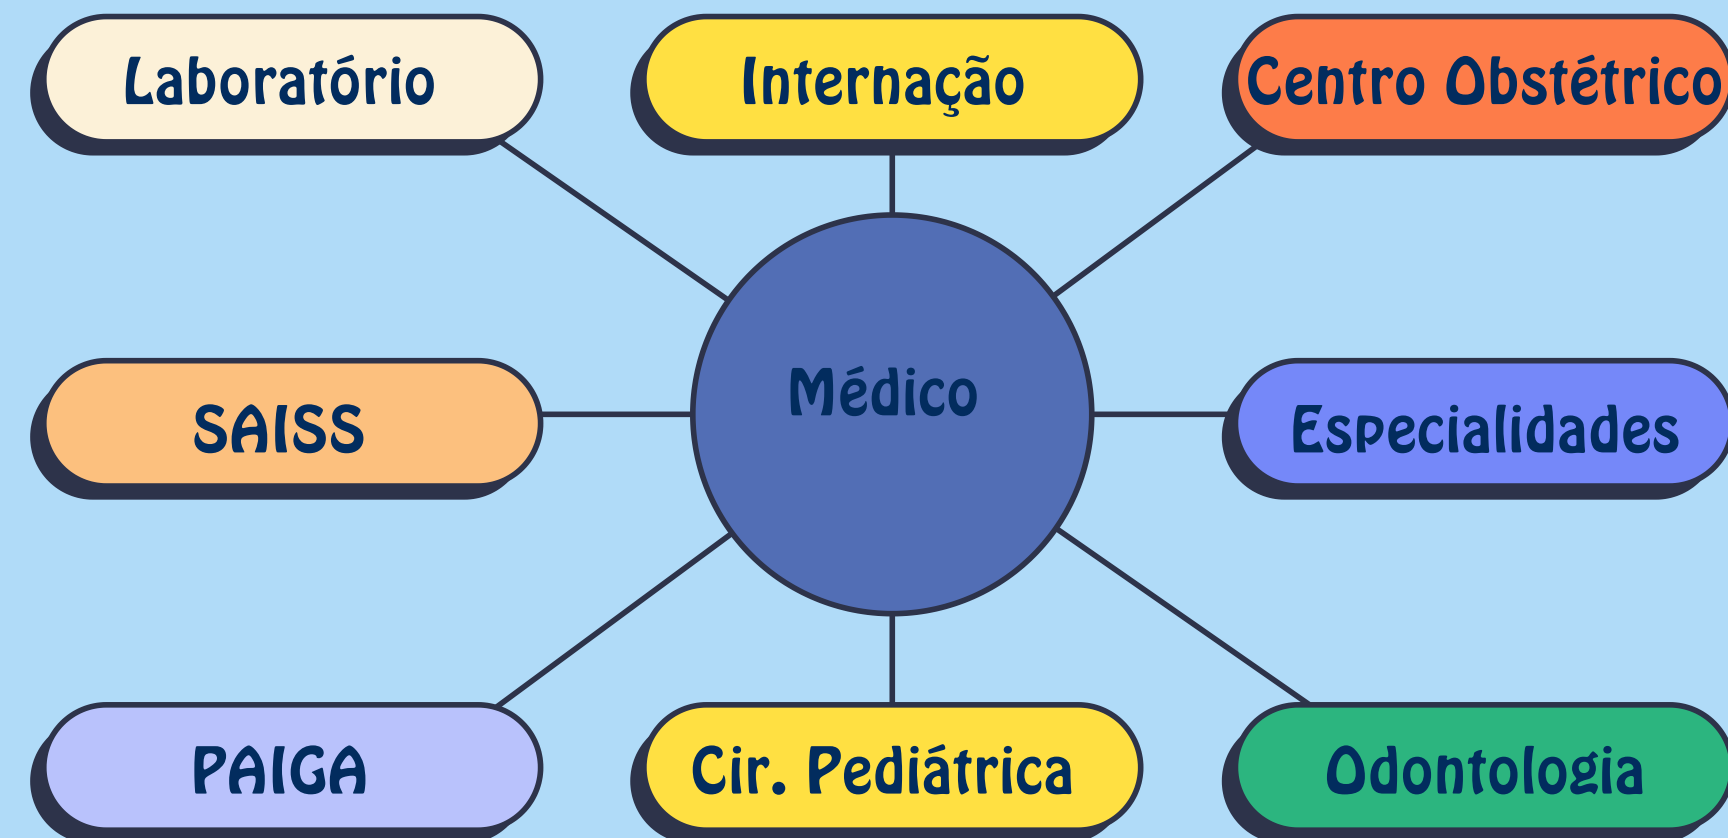 Laboratório
Internação
Centro Obstétrico
Médico
SAISS
Especialidades
PAIGA
Cir. Pediátrica
Odontologia